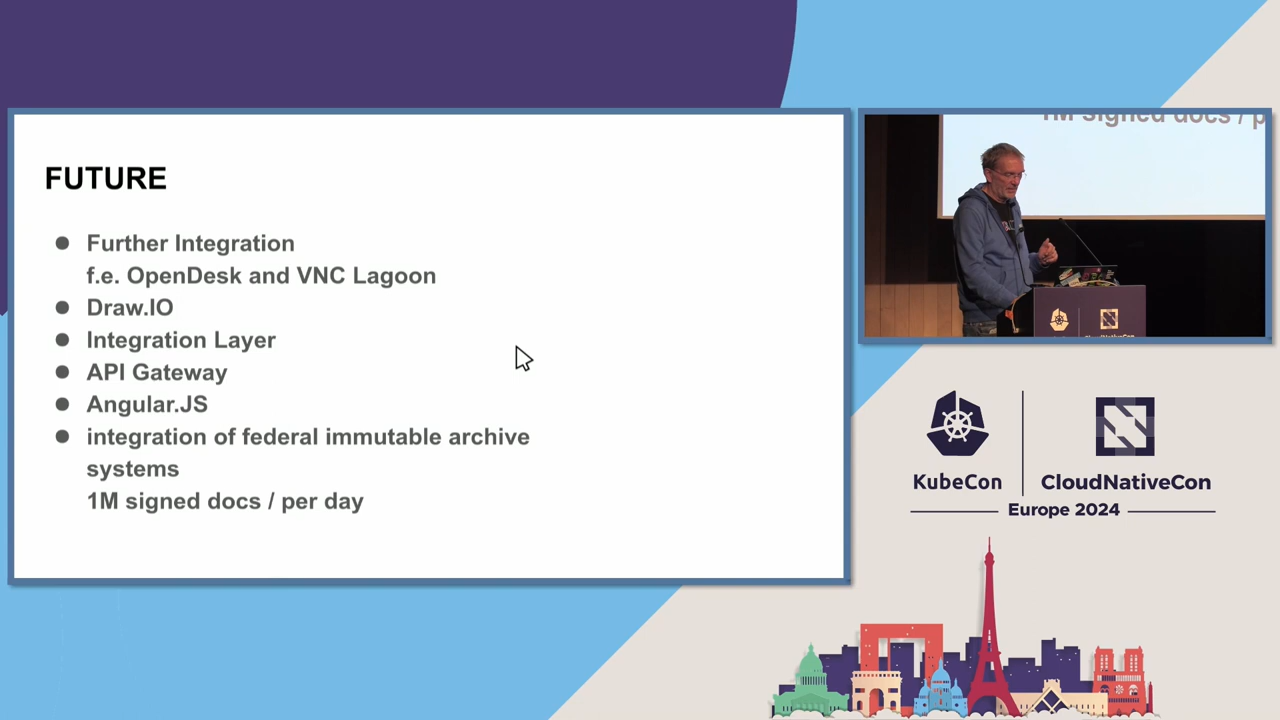 FUTURE
● Further Integration
f.e. OpenDesk and VNC Lagoon
● Draw.IO
● Integration Layer
● API Gateway
● Angular.JS
● integration of federal immutable archive
systems
1M signed docs / per day
1M signed docs / p
KubeCon
CloudNativeCon
Europe 2024